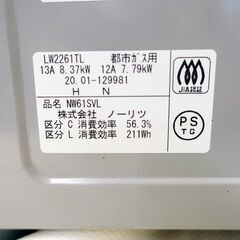 LW2261TL 都市ガス用
13A 8.37kW 12A 7.79kW
20.01-129981
H N
品名 NW61SVL
株式会社 ノーリツ
区分 C 消費効率 56.3%
区分 L 消費効率 211Wh
JIA認証
PS
TG